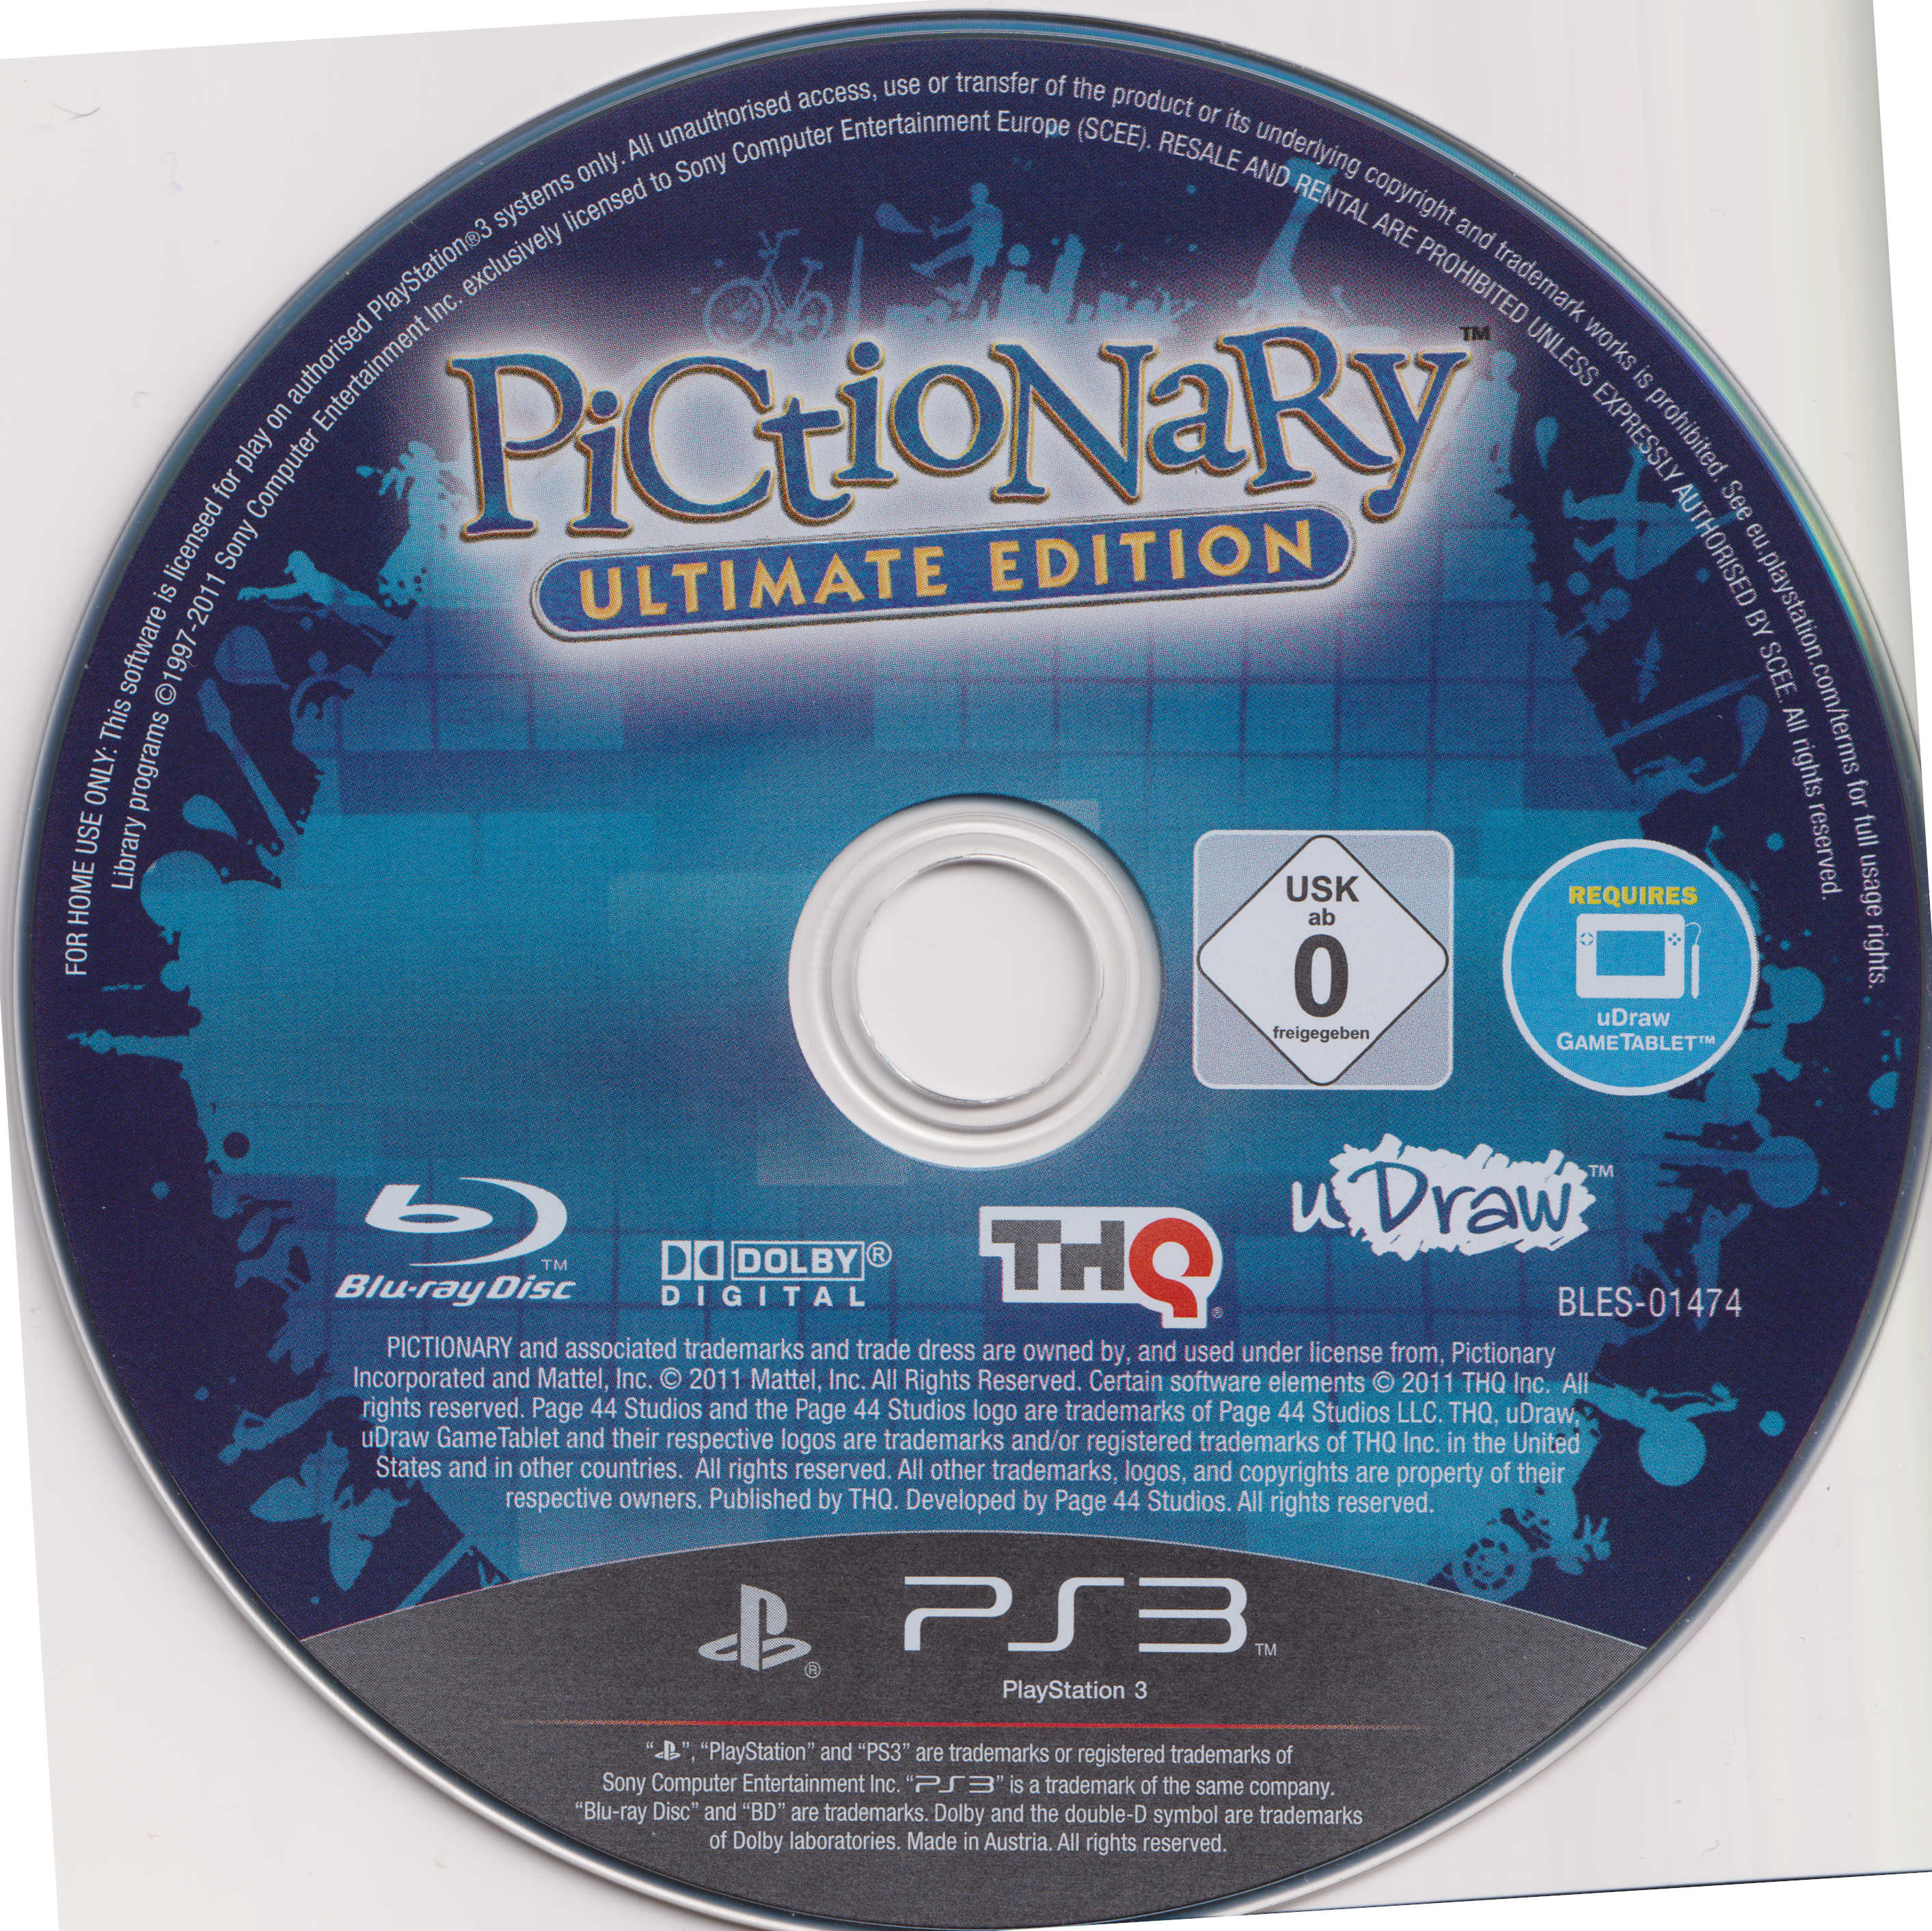 FOR HOME USE ONLY: This software is licensed for play on authorised PlayStation®3 systems only. All unauthorised access, use or transfer of the product or its underlying copyright and trademark works is prohibited. See eu.playstation.com/terms for full usage rights.
Library programs ©1997-2011 Sony Computer Entertainment Inc. exclusively licensed to Sony Computer Entertainment Europe (SCEE). RESALE AND RENTAL ARE PROHIBITED UNLESS EXPRESSLY AUTHORISED BY SCEE. All rights reserved.
PiCtioNaRy™
ULTIMATE EDITION
USK
ab
0
freigegeben
REQUIRES
uDraw
GAMETABLET™
uDraw™
Blu-ray Disc™
DOLBY®
DIGITAL
THQ®
BLES-01474
PICTIONARY and associated trademarks and trade dress are owned by, and used under license from, Pictionary
Incorporated and Mattel, Inc. © 2011 Mattel, Inc. All Rights Reserved. Certain software elements © 2011 THQ Inc. All
rights reserved. Page 44 Studios and the Page 44 Studios logo are trademarks of Page 44 Studios LLC. THQ, uDraw,
uDraw GameTablet and their respective logos are trademarks and/or registered trademarks of THQ Inc. in the United
States and in other countries. All rights reserved. All other trademarks, logos, and copyrights are property of their
respective owners. Published by THQ. Developed by Page 44 Studios. All rights reserved.
® PS3™
PlayStation 3
“PS”, “PlayStation” and “PS3” are trademarks or registered trademarks of
Sony Computer Entertainment Inc. “PS3” is a trademark of the same company.
“Blu-ray Disc” and “BD” are trademarks. Dolby and the double-D symbol are trademarks
of Dolby laboratories. Made in Austria. All rights reserved.